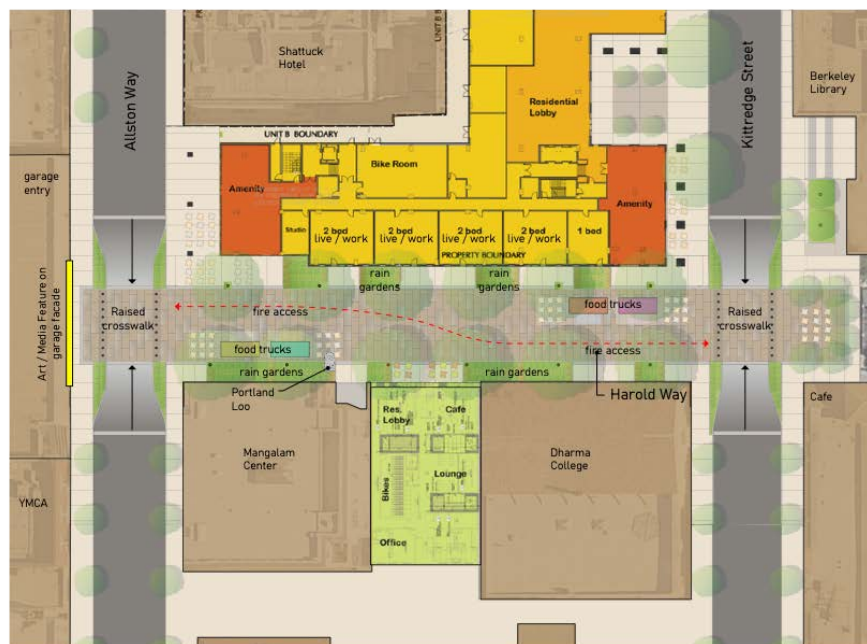 Allston Way
Shattuck
Hotel
Kittredge Street
Berkeley
Library
Residential
Lobby
UNIT B BOUNDARY
Bike Room
garage
entry
Amenity
Amenity
Studio
2 bed
live / work
2 bed
live / work
2 bed
live / work
2 bed
live / work
1 bed
PROPERTY BOUNDARY
rain
gardens
rain
gardens
Art / Media Feature on
garage facade
Raised
crosswalk
fire access
food trucks
Raised
crosswalk
food trucks
fire access
rain gardens
rain gardens
Portland
Loo
Harold Way
Res.
Lobby
Cafe
Cafe
Mangalam
Center
Lounge
Dharma
College
Bikes
YMCA
Office